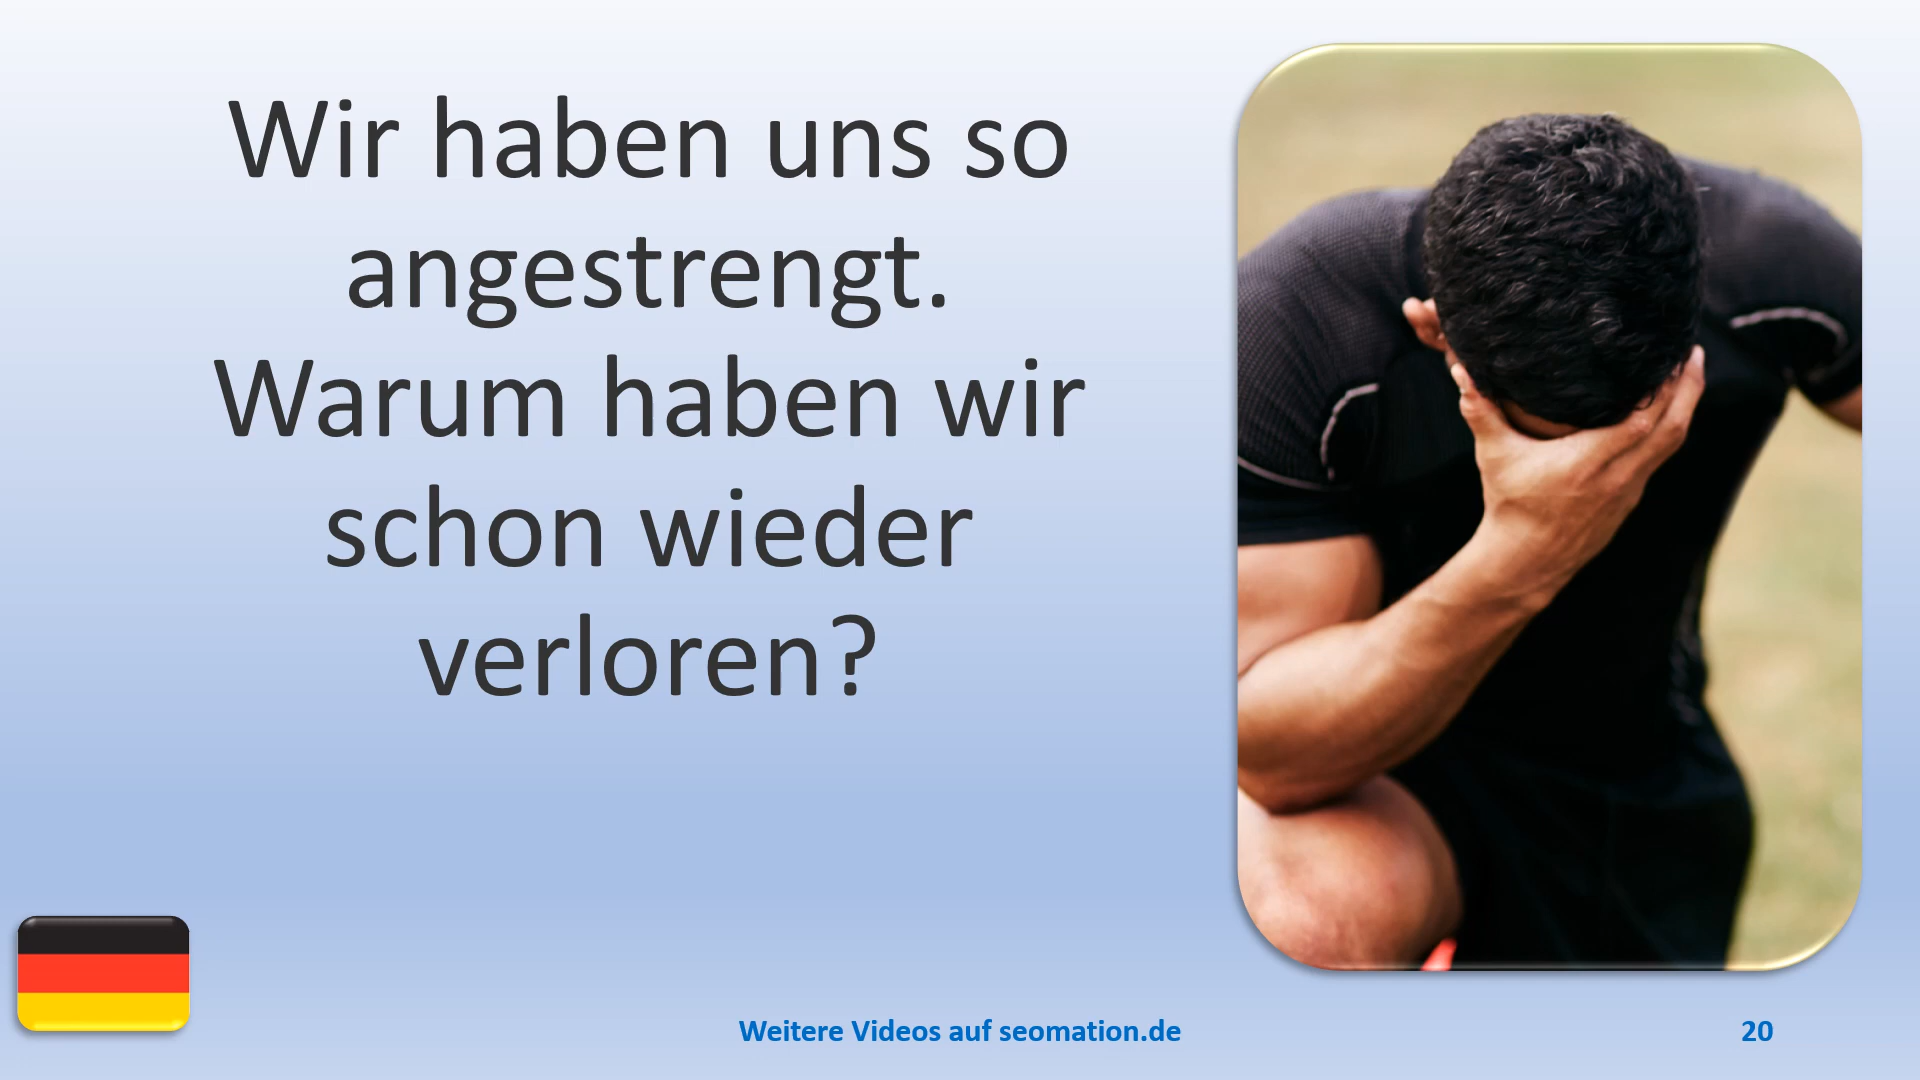 Wir haben uns so
angestrengt.
Warum haben wir
schon wieder
verloren?
Weitere Videos auf seomation.de
20